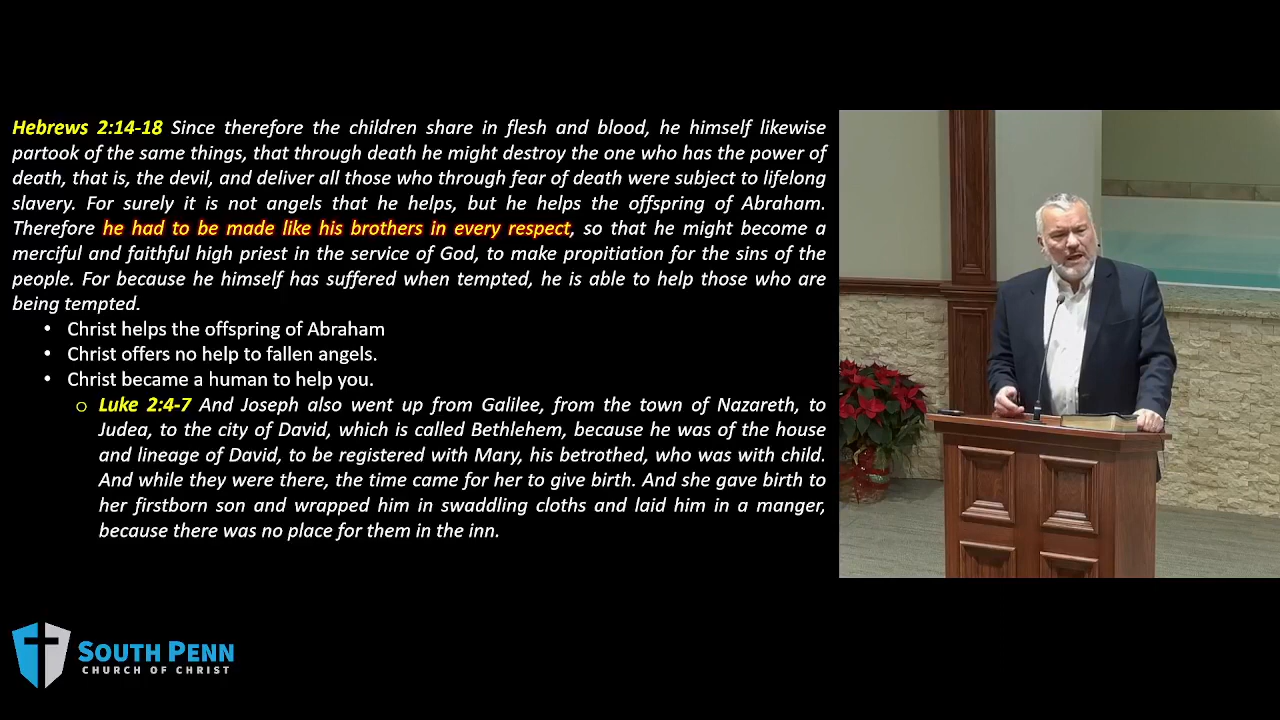 Hebrews 2:14-18 Since therefore the children share in flesh and blood, he himself likewise
partook of the same things, that through death he might destroy the one who has the power of
death, that is, the devil, and deliver all those who through fear of death were subject to lifelong
slavery. For surely it is not angels that he helps, but he helps the offspring of Abraham.
Therefore he had to be made like his brothers in every respect, so that he might become a
merciful and faithful high priest in the service of God, to make propitiation for the sins of the
people. For because he himself has suffered when tempted, he is able to help those who are
being tempted.
• Christ helps the offspring of Abraham
• Christ offers no help to fallen angels.
• Christ became a human to help you.
o Luke 2:4-7 And Joseph also went up from Galilee, from the town of Nazareth, to
Judea, to the city of David, which is called Bethlehem, because he was of the house
and lineage of David, to be registered with Mary, his betrothed, who was with child.
And while they were there, the time came for her to give birth. And she gave birth to
her firstborn son and wrapped him in swaddling cloths and laid him in a manger,
because there was no place for them in the inn.
SOUTH PENN
CHURCH OF CHRIST